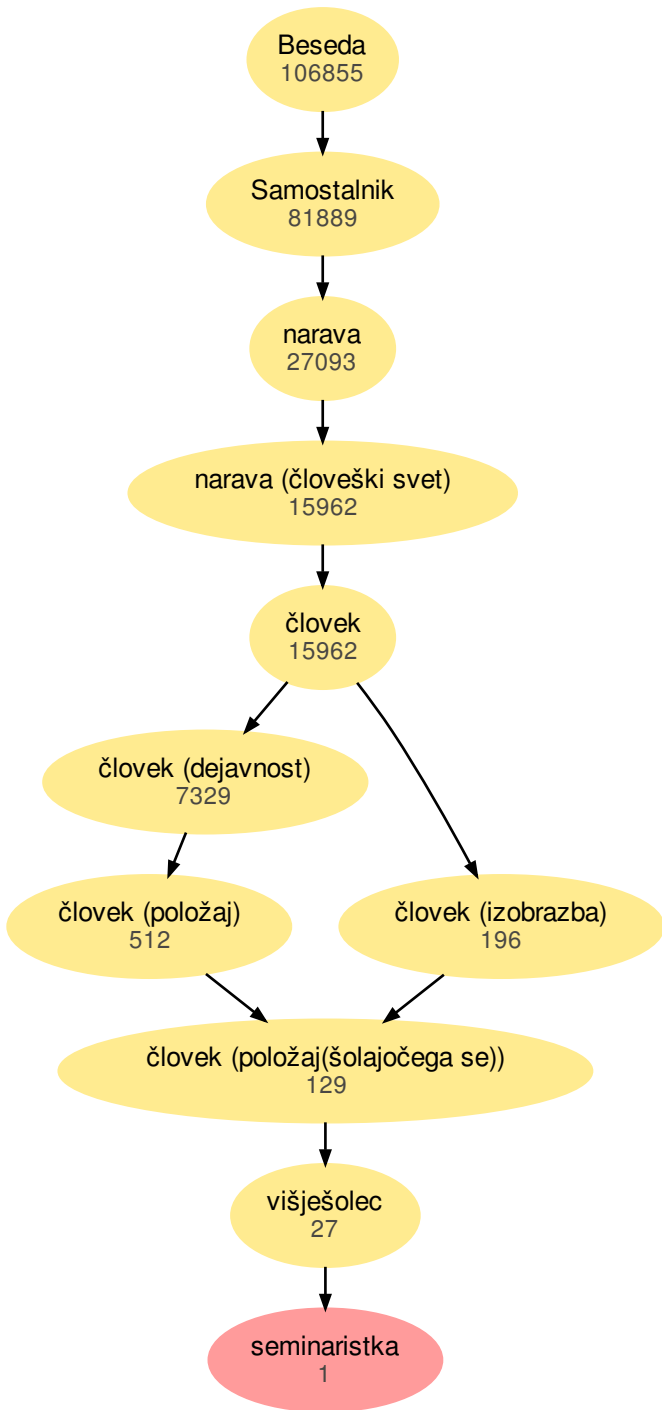 Beseda
106855
Samostalnik
81889
narava
27093
narava (človeški svet)
15962
človek
15962
človek (dejavnost)
7329
človek (položaj)
512
človek (izobrazba)
196
človek (položaj(šolajočega se))
129
višješolec
27
seminaristka
1